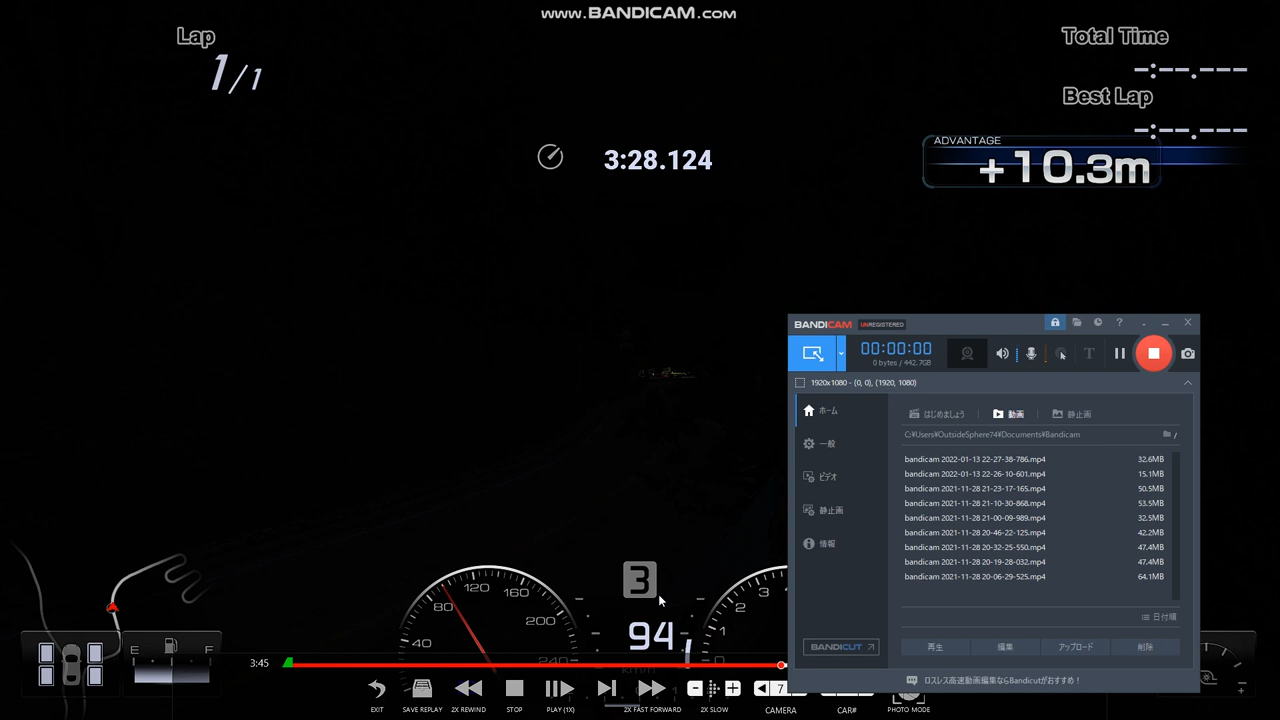 www.BANDICAM.com
Lap
1/1
Total Time
-:--.---
Best Lap
-:--.---
3:28.124
ADVANTAGE
+10.3m
BANDICAM UNREGISTERED
?
00:00:00
0 bytes / 442.7GB
T
1920x1080 - (0, 0), (1920, 1080)
ホーム
一般
ビデオ
静止画
情報
はじめましょう
動画
静止画
C:¥Users¥OutsideSphere74¥Documents¥Bandicam
/
bandicam 2022-01-13 22-27-38-786.mp4 32.6MB
bandicam 2022-01-13 22-26-10-601.mp4 15.1MB
bandicam 2021-11-28 21-23-17-165.mp4 50.5MB
bandicam 2021-11-28 21-10-30-868.mp4 53.5MB
bandicam 2021-11-28 21-00-09-989.mp4 32.5MB
bandicam 2021-11-28 20-46-22-125.mp4 42.2MB
bandicam 2021-11-28 20-32-25-550.mp4 47.4MB
bandicam 2021-11-28 20-19-28-032.mp4 47.4MB
bandicam 2021-11-28 20-06-29-525.mp4 64.1MB
日付順
BANDICUT
再生 編集 アップロード 削除
ロスレス高速動画編集ならBandicutがおすすめ！
E F
40 80 120 160 200 240
3
94
0 1 2 3
3:45
EXIT SAVE REPLAY 2X REWIND STOP PLAY (1X) 2X FAST FORWARD 2X SLOW CAMERA CAR# PHOTO MODE
7